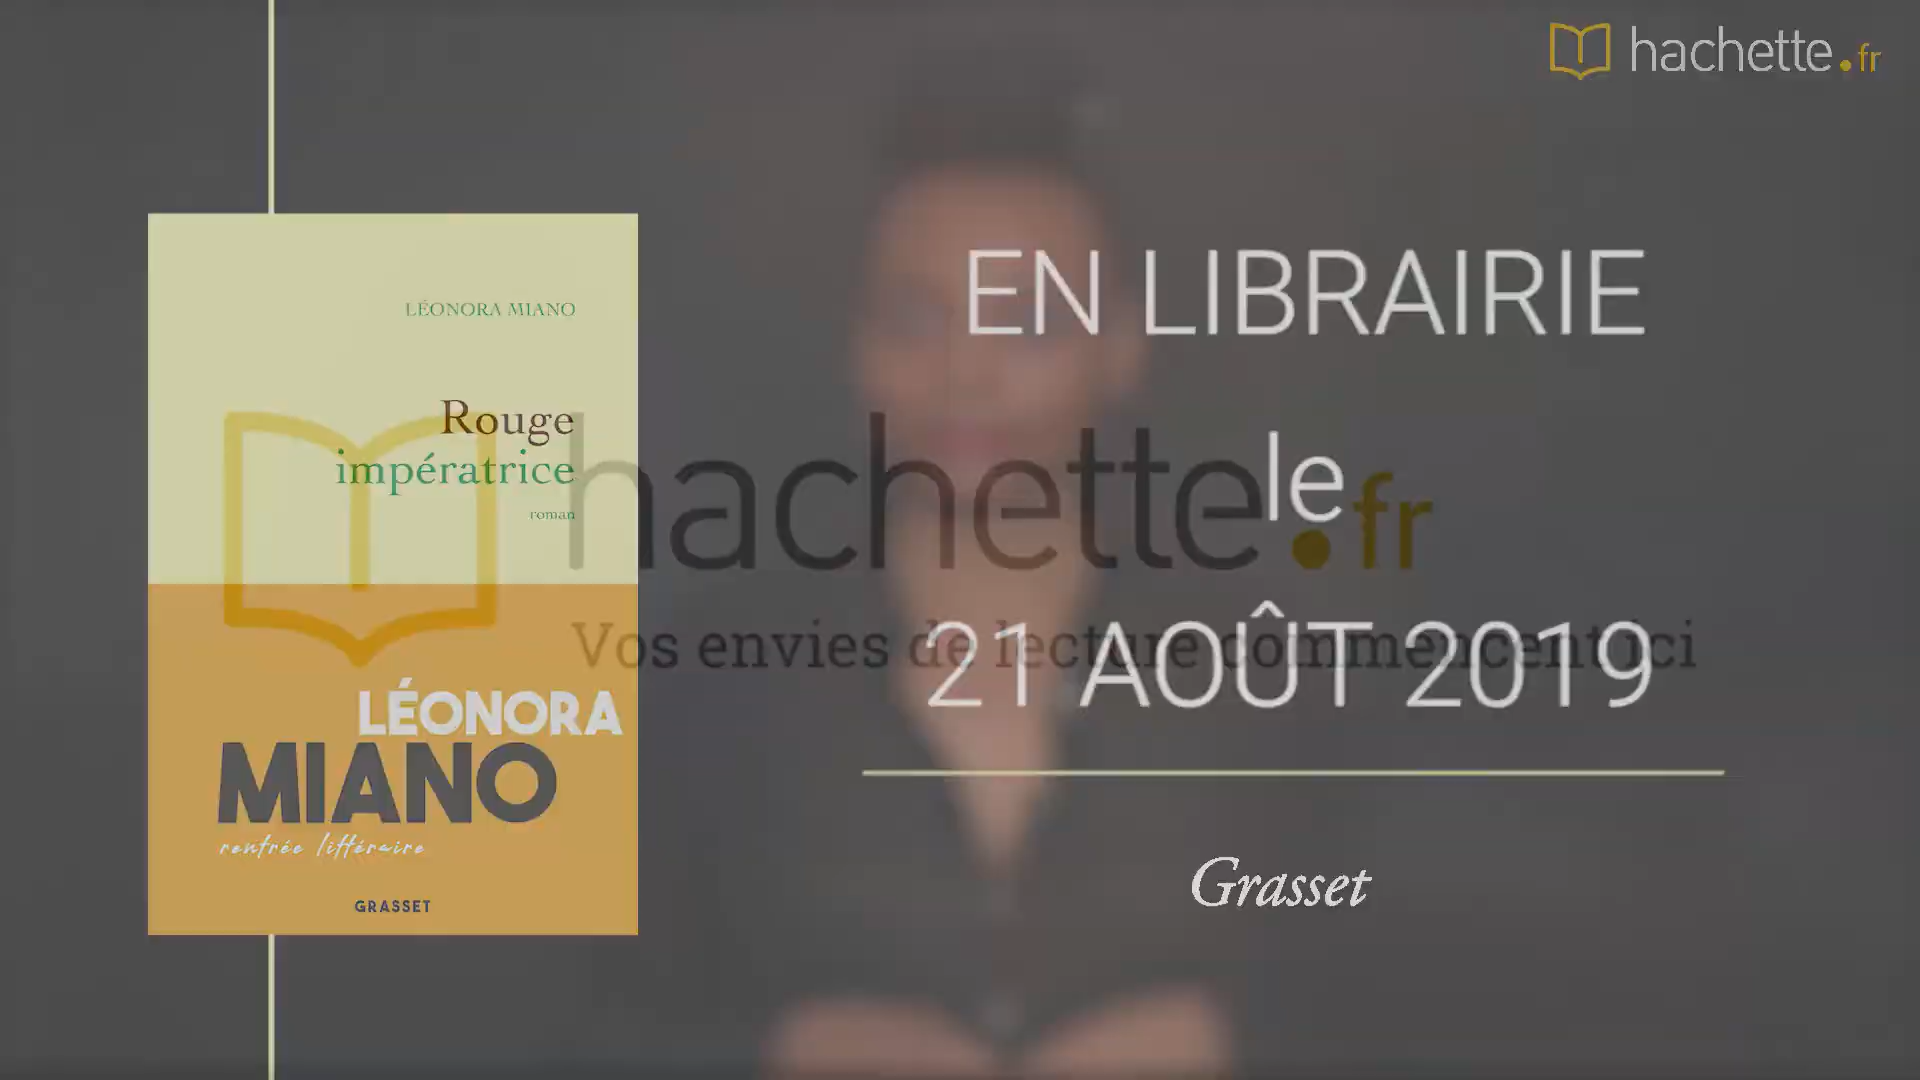 hachette.fr
LÉONORA MIANO
Rouge
impératrice
roman
LÉONORA
MIANO
rentrée littéraire
GRASSET
EN LIBRAIRIE
le
21 AOÛT 2019
Grasset
hachette.fr
Vos envies de lecture commencent ici